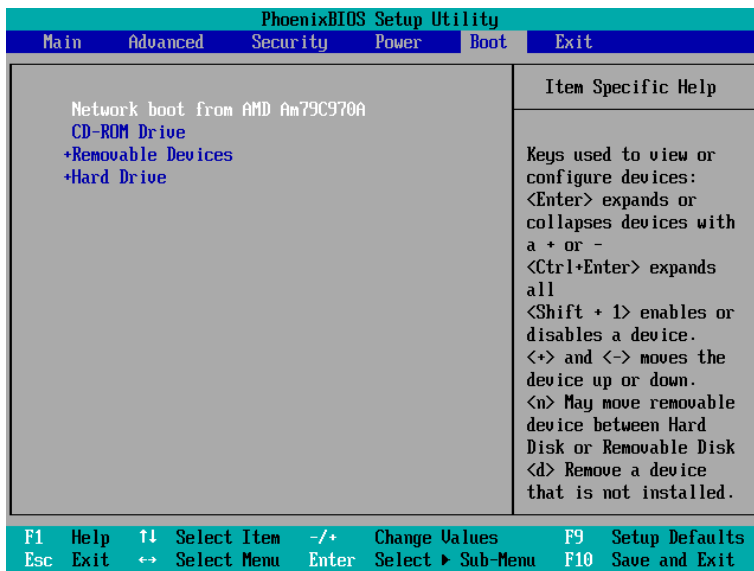 PhoenixBIOS Setup Utility
Main Advanced Security Power Boot Exit
Network boot from AMD Am79C970A
CD-ROM Drive
+Removable Devices
+Hard Drive
Item Specific Help
Keys used to view or
configure devices:
<Enter> expands or
collapses devices with
a + or -
<Ctrl+Enter> expands
all
<Shift + 1> enables or
disables a device.
<+> and <-> moves the
device up or down.
<n> May move removable
device between Hard
Disk or Removable Disk
<d> Remove a device
that is not installed.
F1 Help ↑↓ Select Item -/+ Change Values F9 Setup Defaults
Esc Exit ↔ Select Menu Enter Select ▶ Sub-Menu F10 Save and Exit